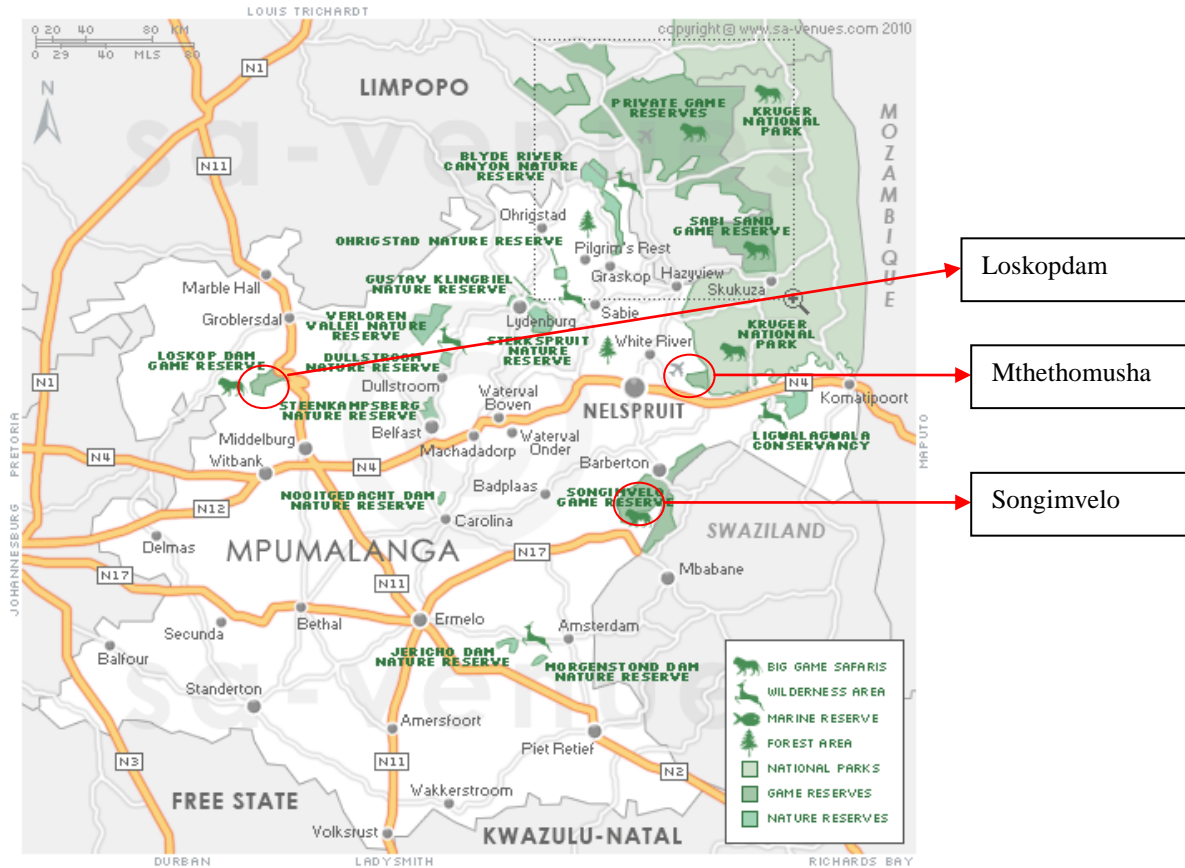 LOUIS TRICHARDT
0 20 40 80 KM
0 29 40 MLS 80
copyright @ www.sa-venues.com 2010
N1
N
LIMPOPO
sa-venues
PRIVATE GAME
RESERVES
KRUGER
NATIONAL
PARK
MOZAMBIQUE
N11
BLYDE RIVER
CANYON NATURE
RESERVE
Ohrigstad
SABI SAND
GAME RESERVE
OHRIGSTAD NATURE RESERVE
Pilgrim's Rest
Graskop
Hazyview
Skukuza
Loskopdam
Marble Hall
GUSTAV KLINGBIEL
NATURE RESERVE
Groblersdal
VERLOREN
VALLEI NATURE
RESERVE
Lydenburg
Sabie
STERKSPRUIT
NATURE
RESERVE
White River
KRUGER
NATIONAL
PARK
LOSKOP DAM
GAME RESERVE
DULLSTROOM
NATURE RESERVE
Dullstroom
Mthethomusha
N1
N4
Komatipoort
STEENKAMPSBERG
NATURE RESERVE
Waterval
Boven
NELSPRUIT
Belfast
Machadadorp
Waterval
Onder
LIGWALAGWALA
CONSERVANCY
MAPUTO
PRETORIA
Middelburg
N4
Witbank
N4
Barberton
Badplaas
NOOITGEDACHT DAM
NATURE RESERVE
SONGIMVELO
GAME RESERVE
Songimvelo
N12
Carolina
SWAZILAND
JOHANNESBURG
Delmas
MPUMALANGA
N17
N17
Mbabane
N11
Secunda
Bethal
Ermelo
Amsterdam
Balfour
JERICHO DAM
NATURE RESERVE
MORGENSTOND DAM
NATURE RESERVE
sa-venues
Standerton
Amersfoort
Piet Retief
N3
N11
N2
Wakkerstroom
FREE STATE
Volksrust
KWAZULU-NATAL
BIG GAME SAFARIS
WILDERNESS AREA
MARINE RESERVE
FOREST AREA
NATIONAL PARKS
GAME RESERVES
NATURE RESERVES
DURBAN
LADYSMITH
RICHARDS BAY